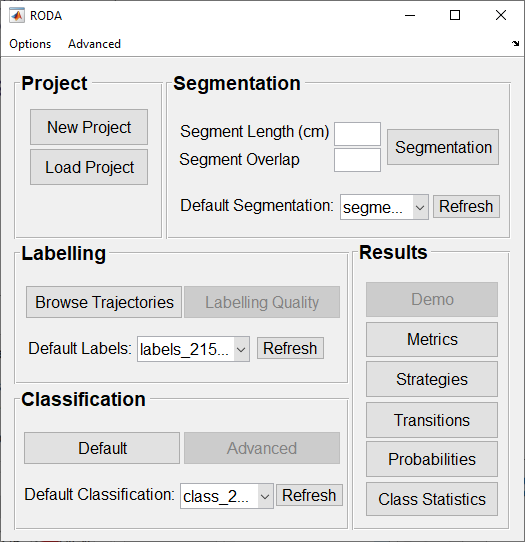 RODA
Options Advanced
Project
New Project
Load Project
Segmentation
Segment Length (cm)
Segment Overlap
Segmentation
Default Segmentation: segme... Refresh
Labelling
Browse Trajectories Labelling Quality
Default Labels: labels_215... Refresh
Classification
Default Advanced
Default Classification: class_2... Refresh
Results
Demo
Metrics
Strategies
Transitions
Probabilities
Class Statistics